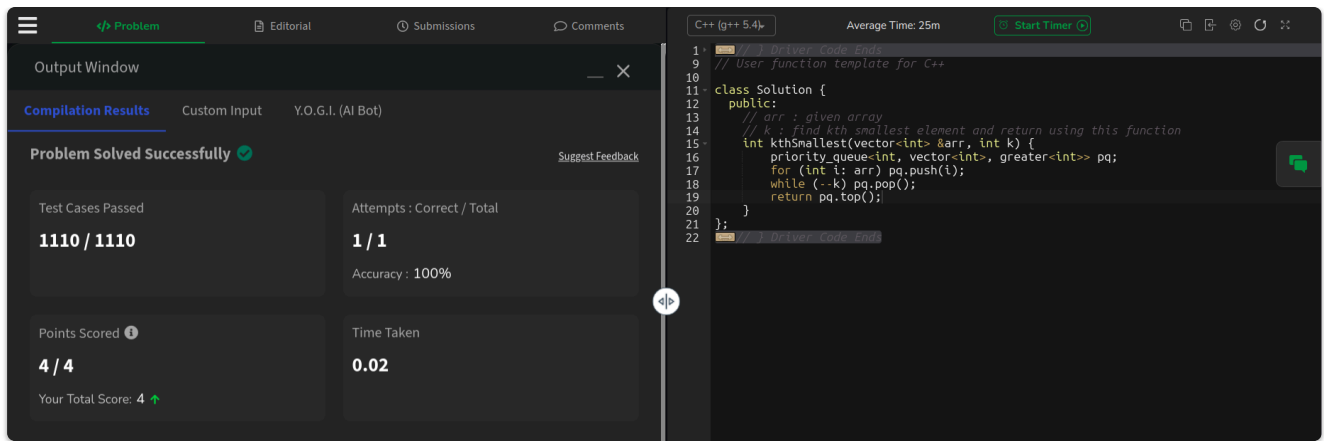 </> Problem
Editorial
Submissions
Comments
Output Window
Compilation Results
Custom Input
Y.O.G.I. (AI Bot)
Problem Solved Successfully
Suggest Feedback
Test Cases Passed
1110 / 1110
Attempts : Correct / Total
1 / 1
Accuracy : 100%
Points Scored
4 / 4
Your Total Score: 4
Time Taken
0.02
C++ (g++ 5.4)
Average Time: 25m
Start Timer
1 // } Driver Code Ends
9 // User function template for C++
10
11 class Solution {
12   public:
13     // arr : given array
14     // k : find kth smallest element and return using this function
15     int kthSmallest(vector<int> &arr, int k) {
16         priority_queue<int, vector<int>, greater<int>> pq;
17         for (int i: arr) pq.push(i);
18         while (--k) pq.pop();
19         return pq.top();
20     }
21 };
22 // } Driver Code Ends